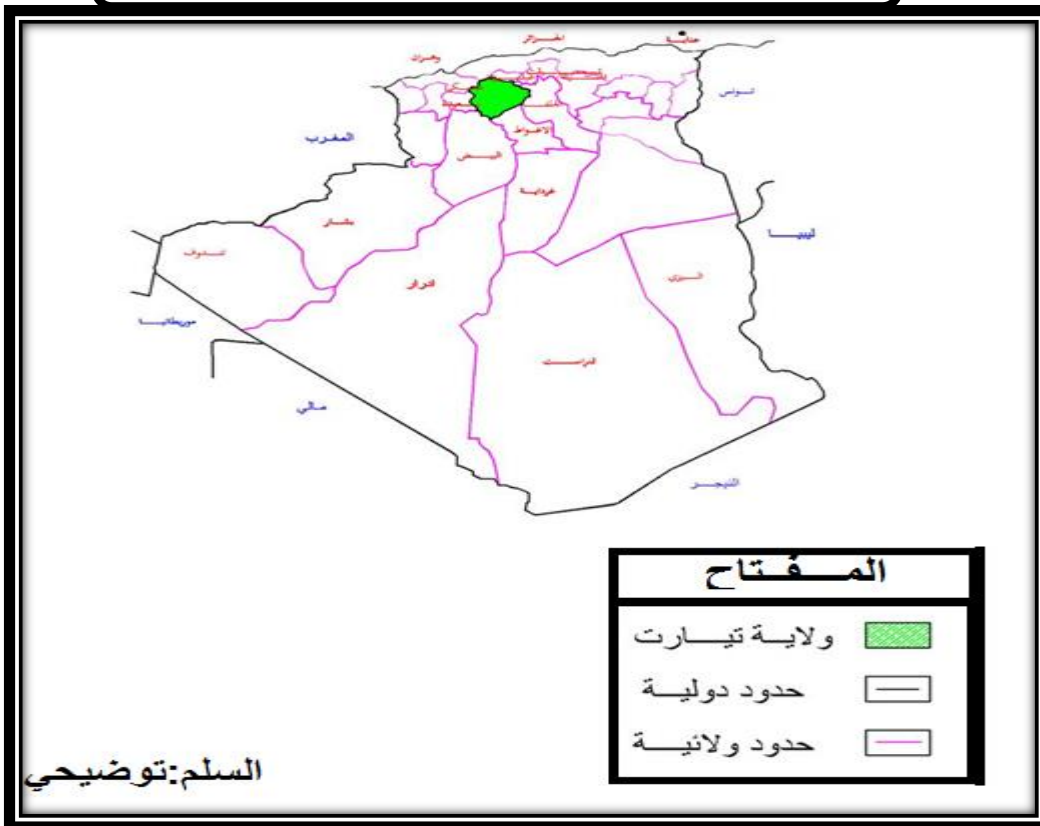 الجزائر
عنابة
وهران
تونس
المغرب
الاغواط
البيض
غرداية
بشار
ليبيا
تندوف
اليزي
ادرار
موريطانيا
تمنراست
مالي
النيجر
المفتاح
ولاية تيارت
حدود دولية
حدود ولائية
السلم:توضيحي